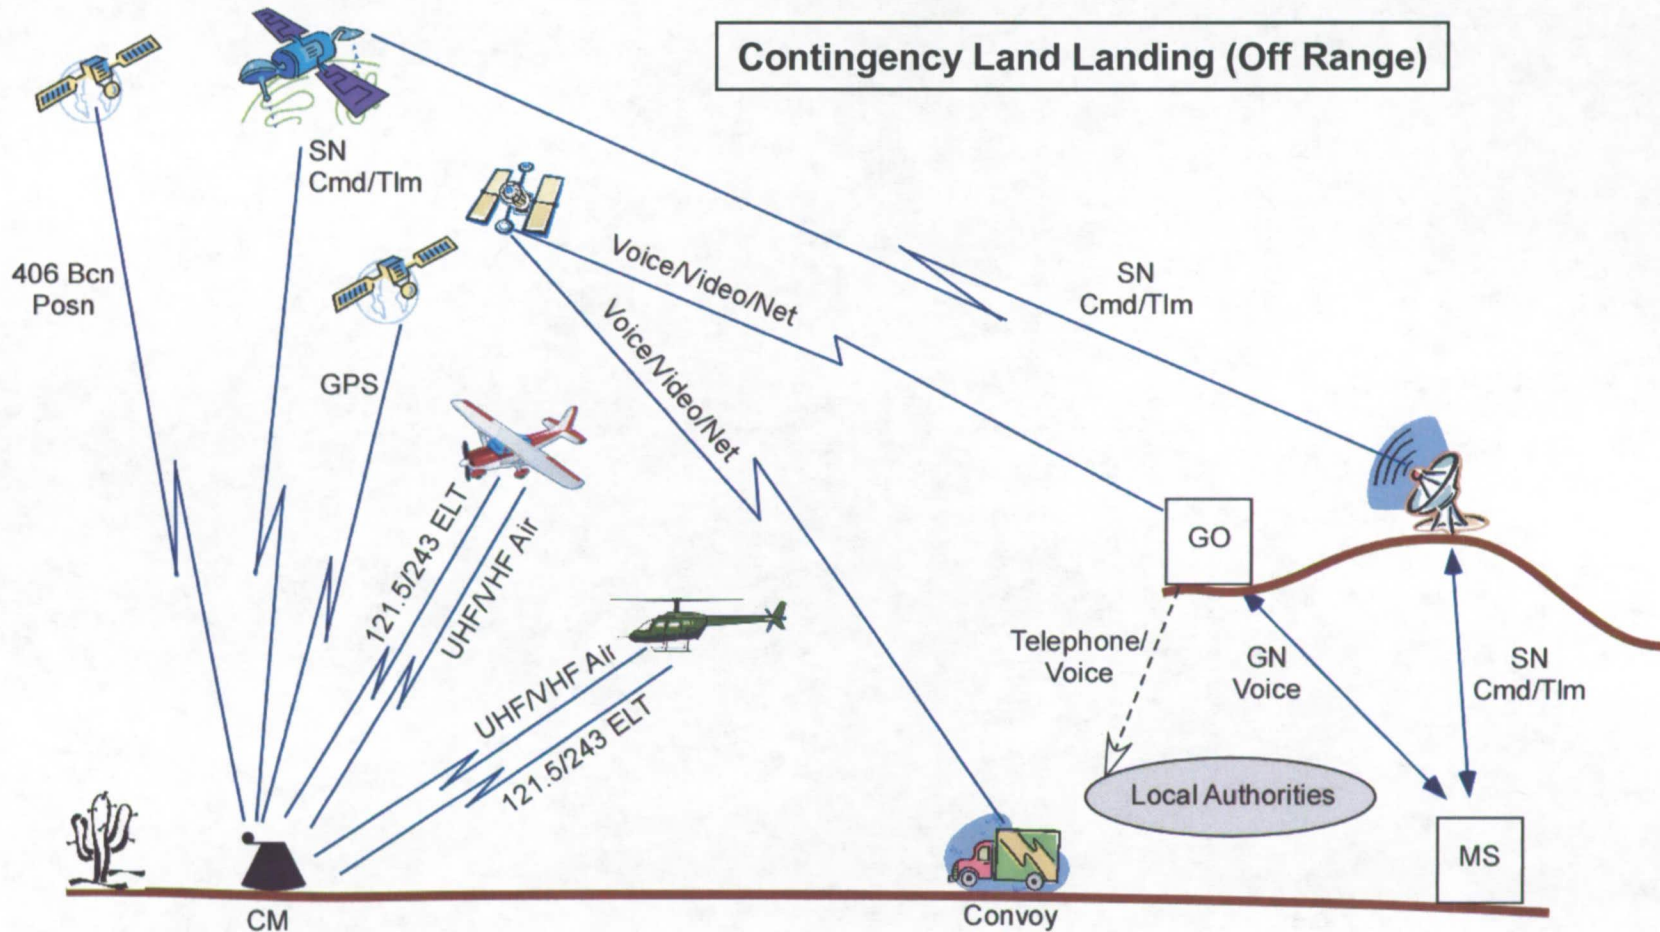 Contingency Land Landing (Off Range)
SN
Cmd/Tlm
406 Bcn
Posn
GPS
Voice/Video/Net
Voice/Video/Net
SN
Cmd/Tlm
121.5/243 ELT
UHF/VHF Air
UHF/VHF Air
121.5/243 ELT
GO
Telephone/
Voice
GN
Voice
SN
Cmd/Tlm
Local Authorities
MS
CM
Convoy